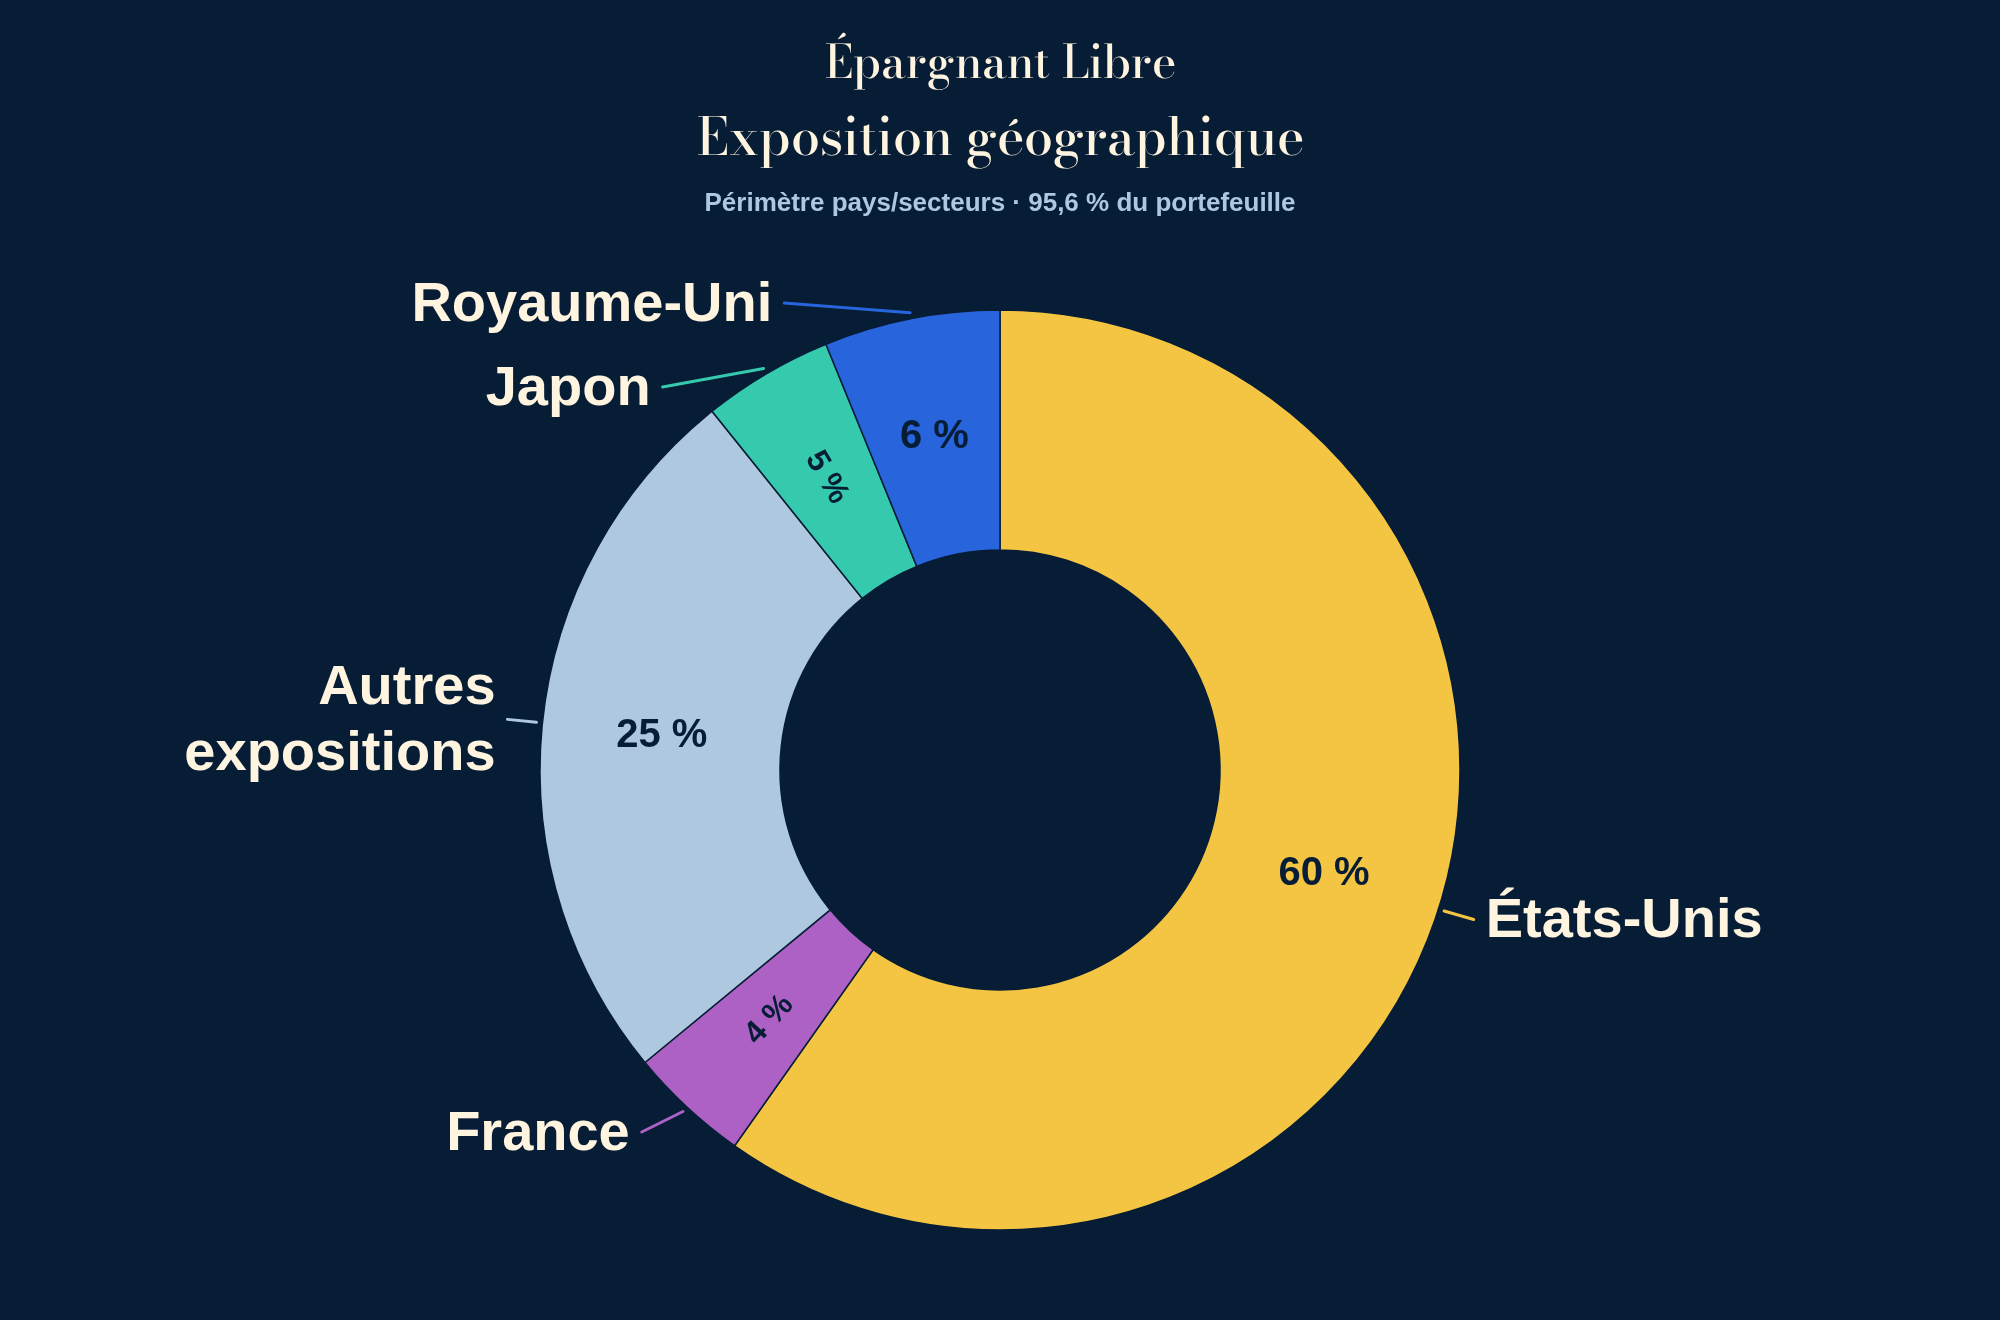 Épargnant Libre
Exposition géographique
Périmètre pays/secteurs · 95,6 % du portefeuille
Royaume-Uni
Japon
6 %
5 %
Autres
expositions
25 %
60 %
États-Unis
4 %
France